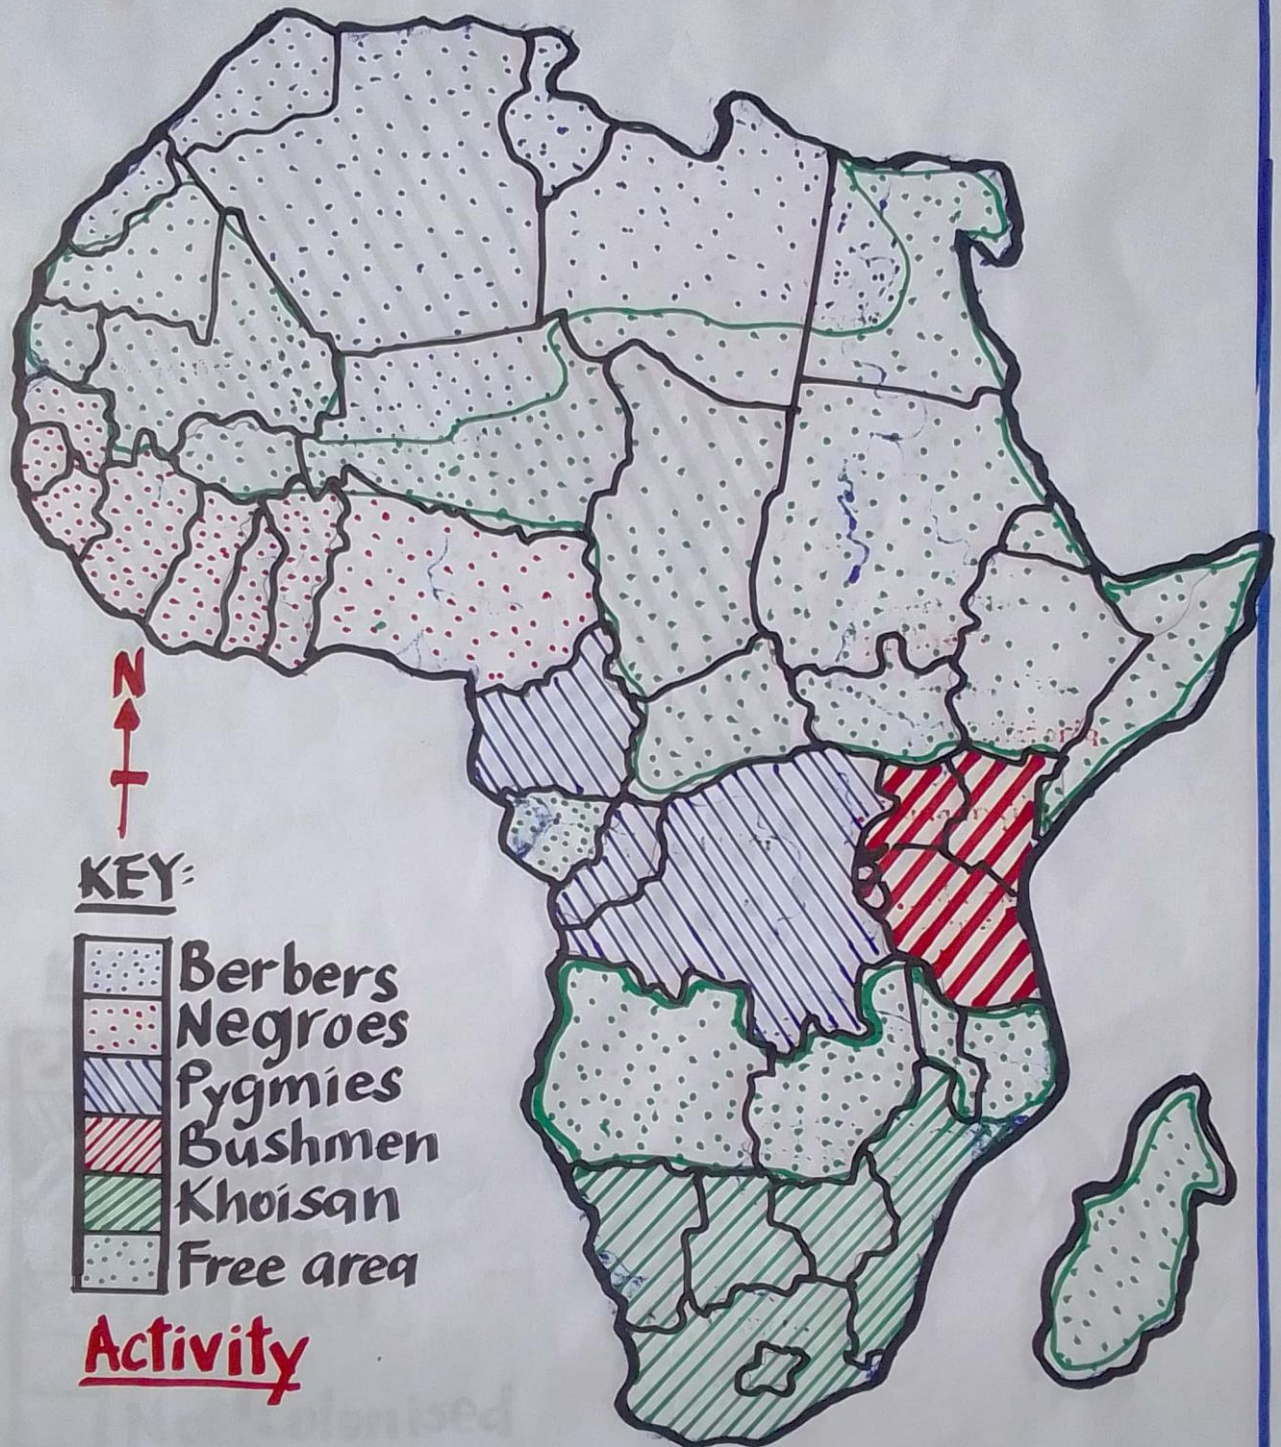 N
KEY:
Berbers
Negroes
Pygmies
Bushmen
Khoisan
Free area
Activity